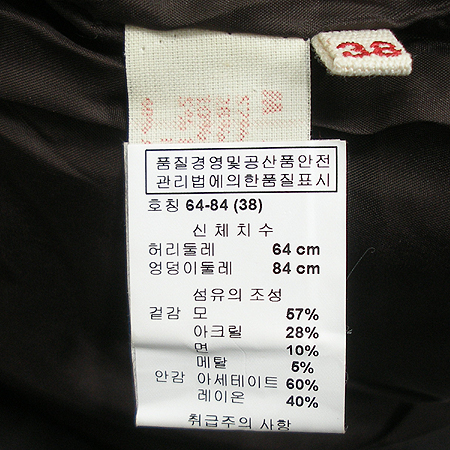 38
품질경영및공산품안전
관리법에의한품질표시
호칭 64-84 (38)
신체치수
허리둘레 64 cm
엉덩이둘레 84 cm
섬유의 조성
겉감 모 57%
아크릴 28%
면 10%
메탈 5%
안감 아세테이트 60%
레이온 40%
취급주의 사항